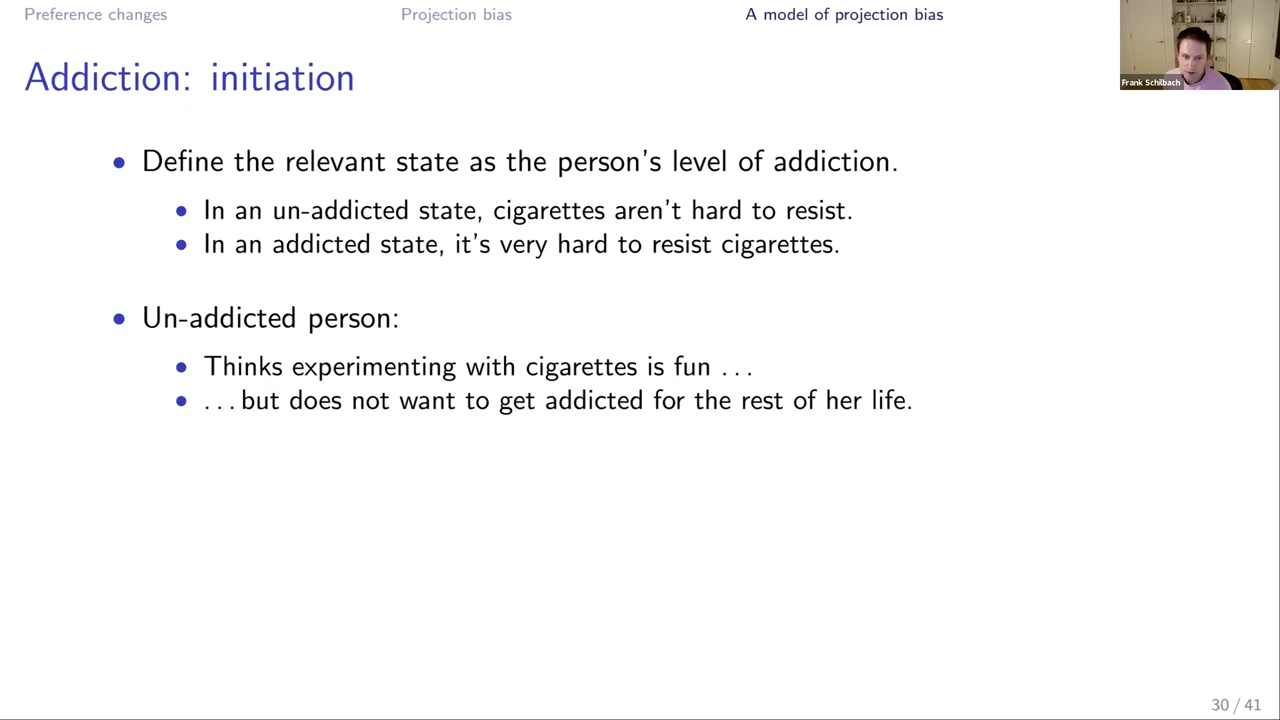 Preference changes
Projection bias
A model of projection bias
Frank Schilbach
Addiction: initiation
• Define the relevant state as the person's level of addiction.
• In an un-addicted state, cigarettes aren't hard to resist.
• In an addicted state, it's very hard to resist cigarettes.
• Un-addicted person:
• Thinks experimenting with cigarettes is fun . . .
• . . . but does not want to get addicted for the rest of her life.
30 / 41